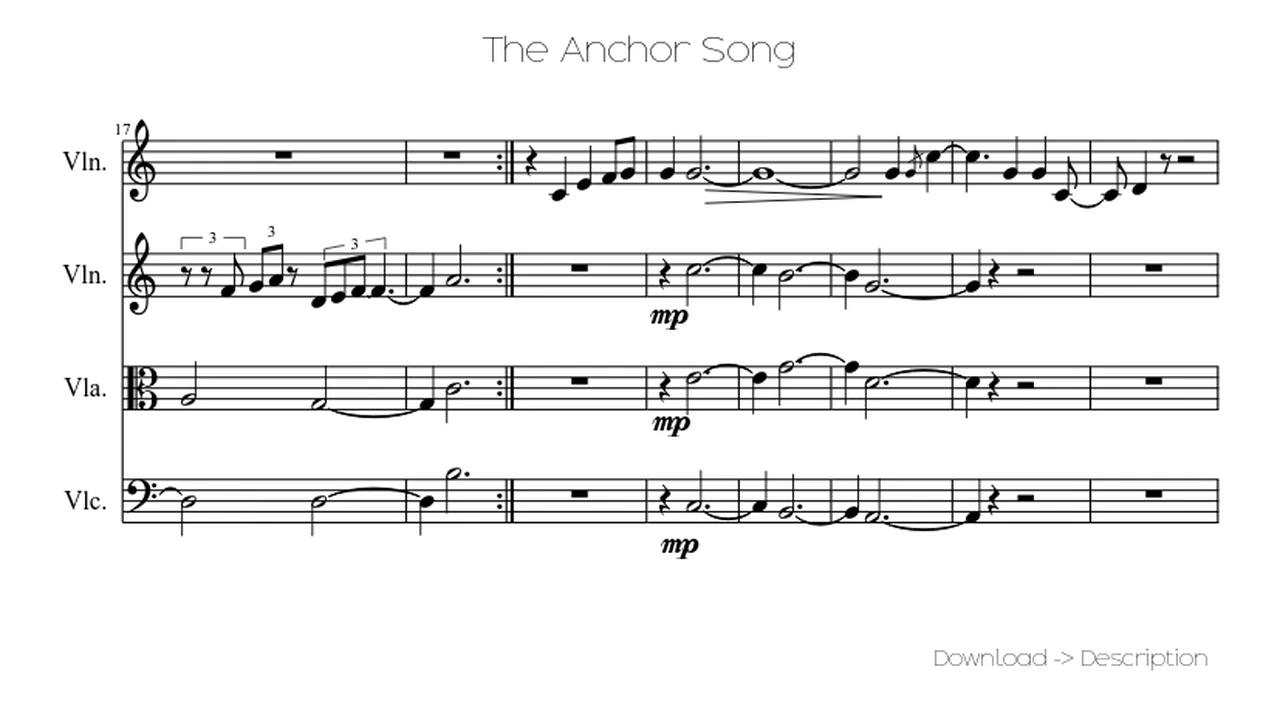 The Anchor Song
17
Vln.
3 3 3
Vln.
mp
Vla.
mp
Vlc.
mp
Download -> Description